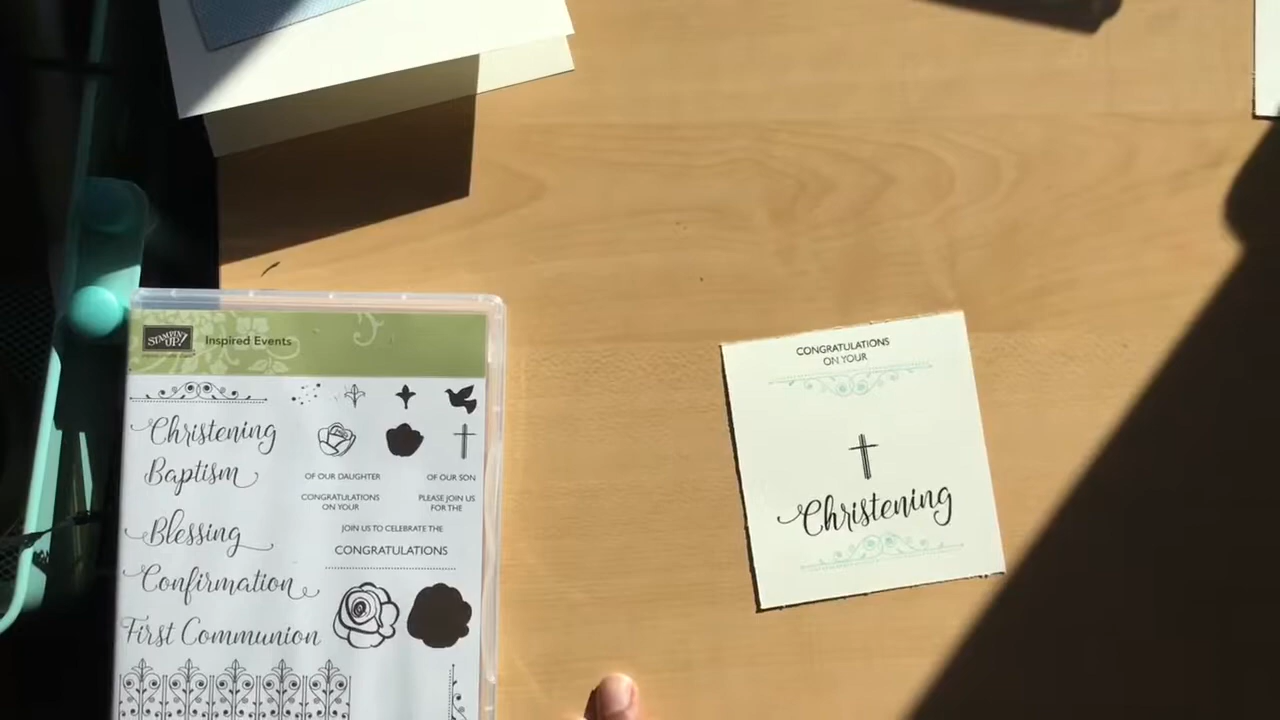 STAMPIN' UP!
Inspired Events
Christening
Baptism
Blessing
Confirmation
First Communion
OF OUR DAUGHTER
OF OUR SON
CONGRATULATIONS
ON YOUR
PLEASE JOIN US
FOR THE
JOIN US TO CELEBRATE THE
CONGRATULATIONS
CONGRATULATIONS
ON YOUR
Christening